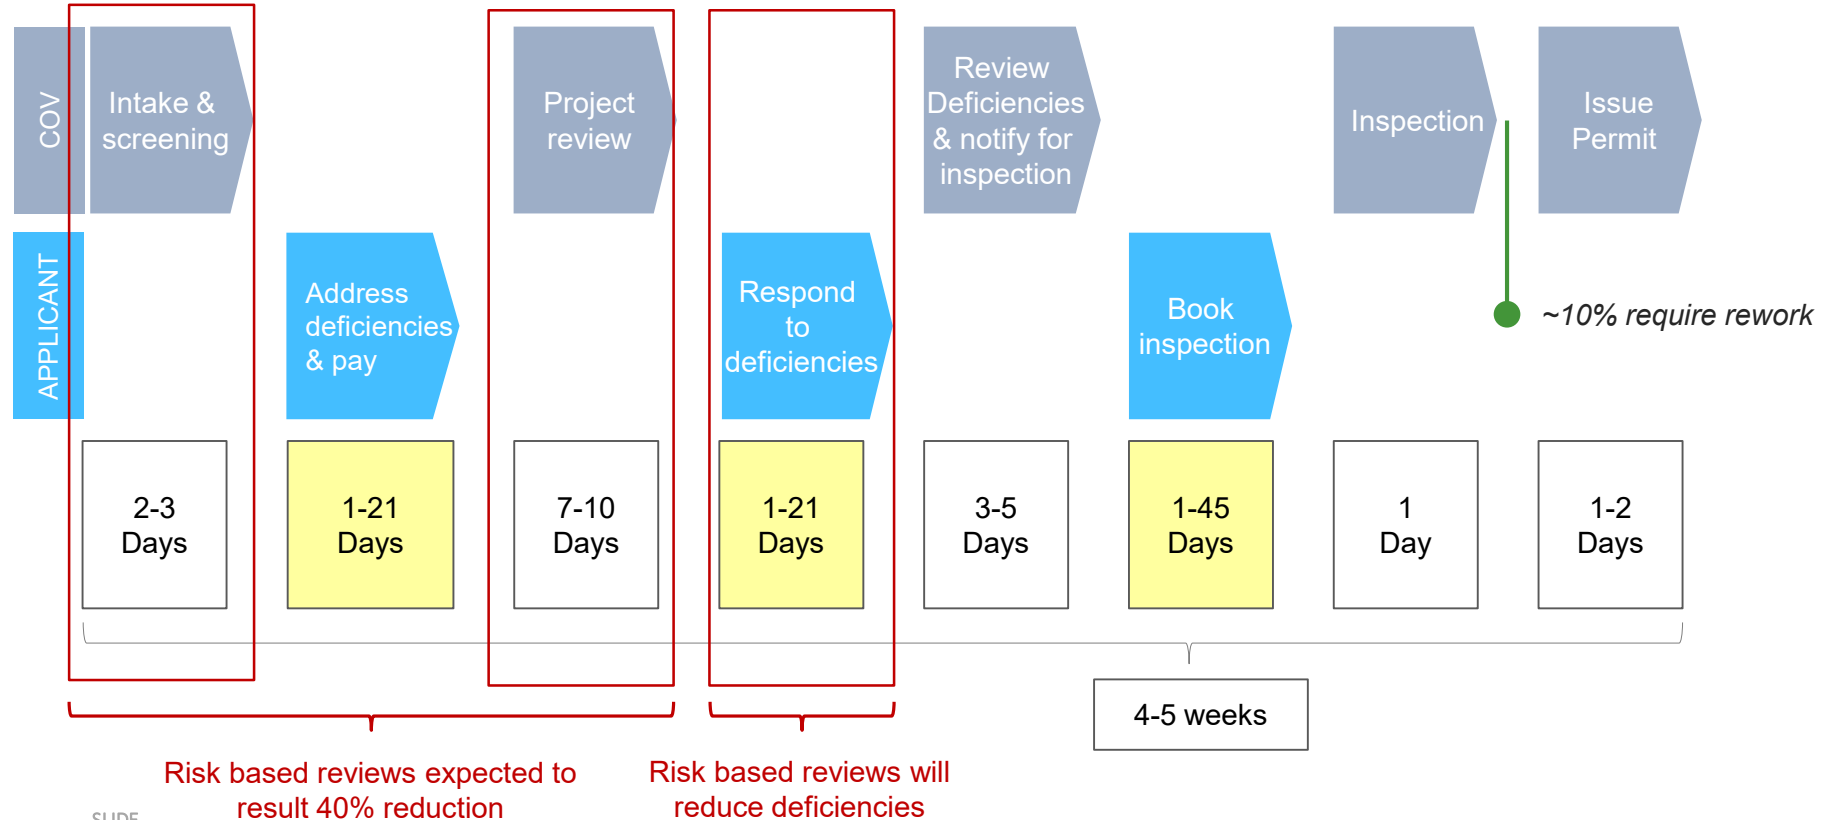 COV
Intake &
screening
Project
review
Review
Deficiencies
& notify for
inspection
Inspection
Issue
Permit
APPLICANT
Address
deficiencies
& pay
Respond
to
deficiencies
Book
inspection
~10% require rework
2-3
Days
1-21
Days
7-10
Days
1-21
Days
3-5
Days
1-45
Days
1
Day
1-2
Days
4-5 weeks
Risk based reviews expected to
result 40% reduction
Risk based reviews will
reduce deficiencies
SLIDE